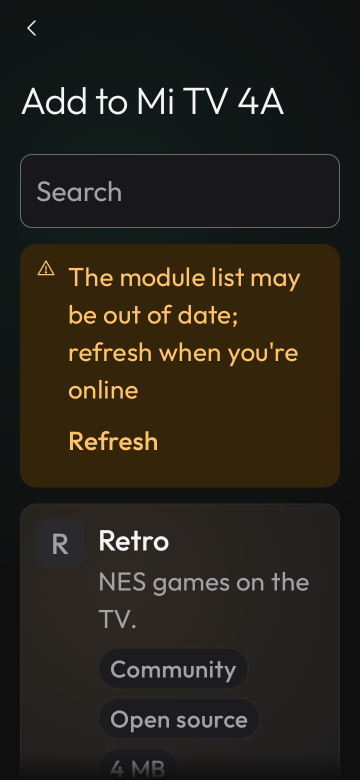 Add to Mi TV 4A
Search
The module list may
be out of date;
refresh when you're
online
Refresh
R
Retro
NES games on the
TV.
Community
Open source
4 MB